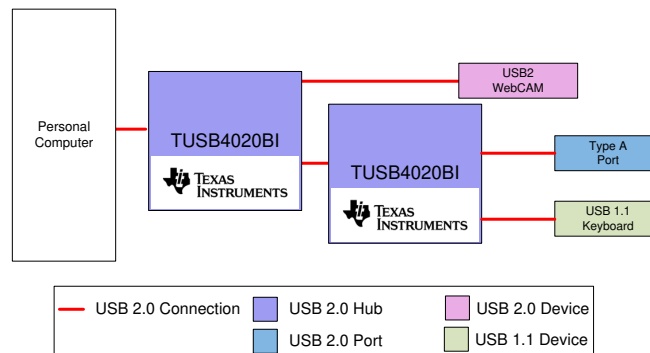 Personal
Computer
TUSB4020BI
TEXAS
INSTRUMENTS
USB2
WebCAM
TUSB4020BI
TEXAS
INSTRUMENTS
Type A
Port
USB 1.1
Keyboard
USB 2.0 Connection
USB 2.0 Hub
USB 2.0 Device
USB 2.0 Port
USB 1.1 Device